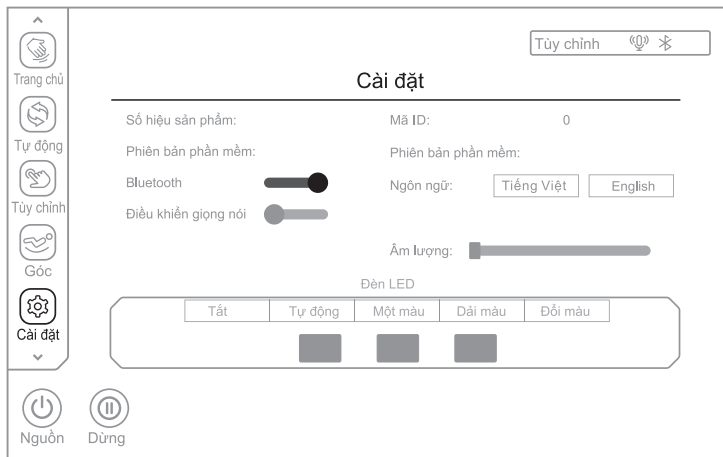 Tùy chỉnh
Trang chủ
Cài đặt
Số hiệu sản phẩm:
Mã ID: 0
Tự động
Phiên bản phần mềm:
Phiên bản phần mềm:
Bluetooth
Ngôn ngữ: Tiếng Việt English
Tùy chỉnh
Điều khiển giọng nói
Âm lượng:
Góc
Đèn LED
Tắt Tự động Một màu Dải màu Đổi màu
Cài đặt
Nguồn Dừng